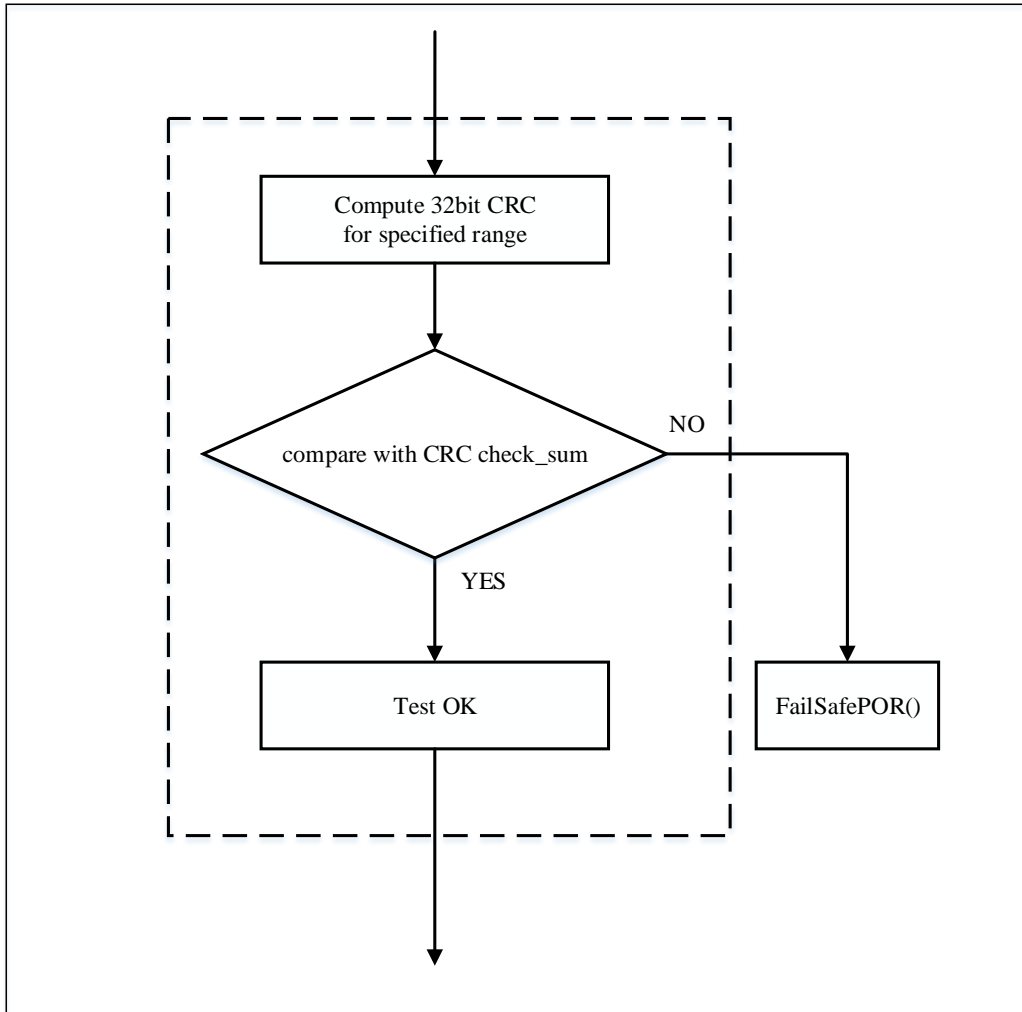 Compute 32bit CRC
for specified range
compare with CRC check_sum
NO
YES
Test OK
FailSafePOR()